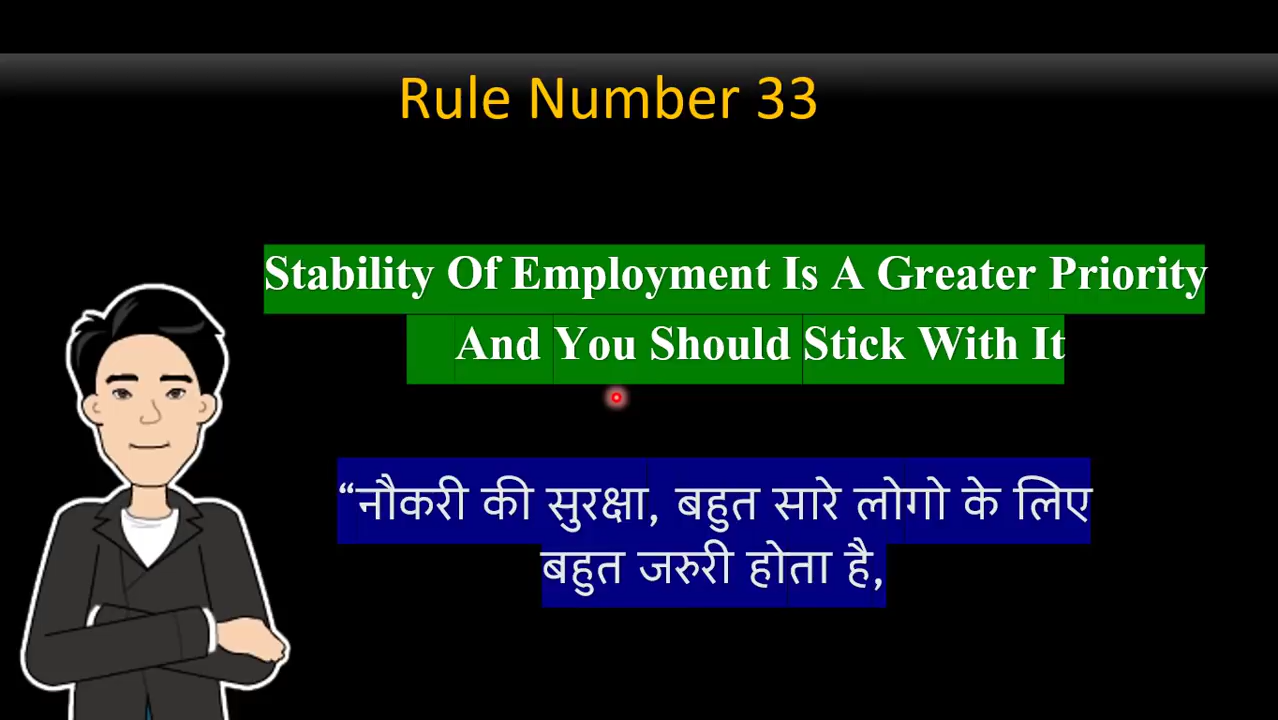 Rule Number 33
Stability Of Employment Is A Greater Priority
And You Should Stick With It
“नौकरी की सुरक्षा, बहुत सारे लोगो के लिए
बहुत जरुरी होता है,